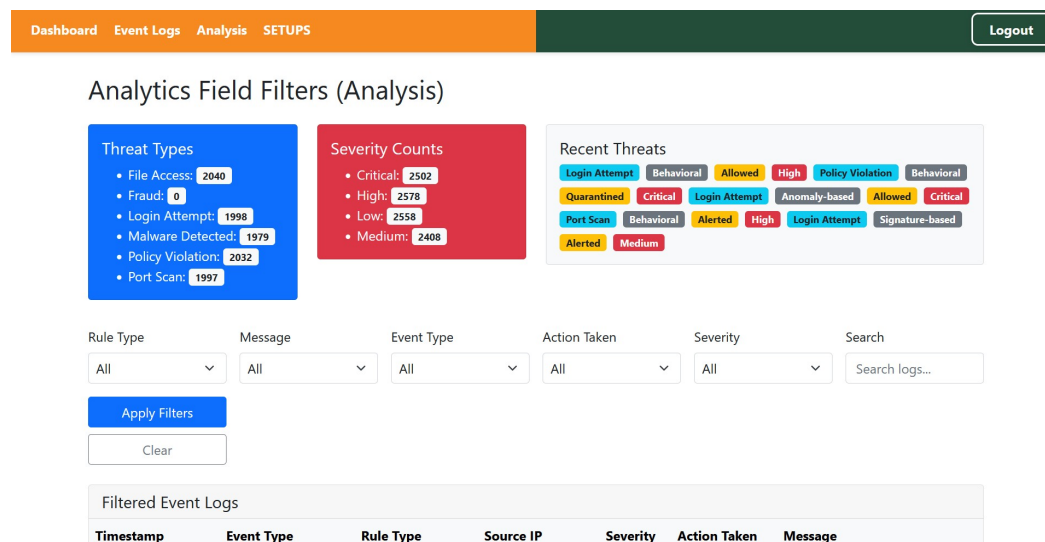 Dashboard Event Logs Analysis SETUPS Logout
Analytics Field Filters (Analysis)
Threat Types
File Access: 2040
Fraud: 0
Login Attempt: 1998
Malware Detected: 1979
Policy Violation: 2032
Port Scan: 1997
Severity Counts
Critical: 2502
High: 2578
Low: 2558
Medium: 2408
Recent Threats
Login Attempt Behavioral Allowed High Policy Violation Behavioral
Quarantined Critical Login Attempt Anomaly-based Allowed Critical
Port Scan Behavioral Alerted High Login Attempt Signature-based
Alerted Medium
Rule Type Message Event Type Action Taken Severity Search
All All All All All Search logs...
Apply Filters
Clear
Filtered Event Logs
Timestamp Event Type Rule Type Source IP Severity Action Taken Message